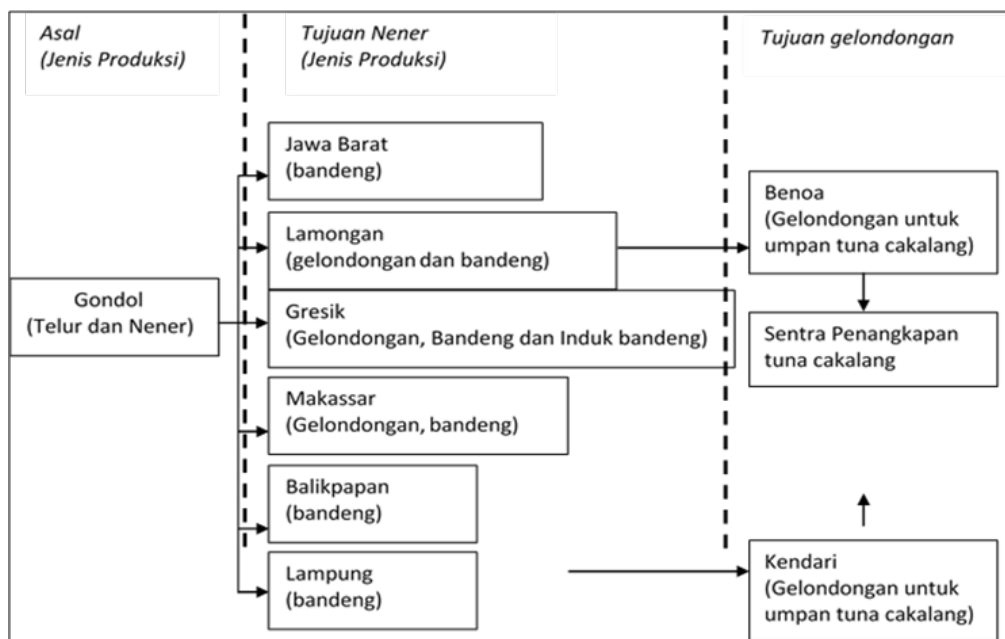 Asal
(Jenis Produksi)
Tujuan Nener
(Jenis Produksi)
Tujuan gelondongan
Gondol
(Telur dan Nener)
Jawa Barat
(bandeng)
Lamongan
(gelondongan dan bandeng)
Gresik
(Gelondongan, Bandeng dan Induk bandeng)
Makassar
(Gelondongan, bandeng)
Balikpapan
(bandeng)
Lampung
(bandeng)
Benoa
(Gelondongan untuk
umpan tuna cakalang)
Sentra Penangkapan
tuna cakalang
Kendari
(Gelondongan untuk
umpan tuna cakalang)